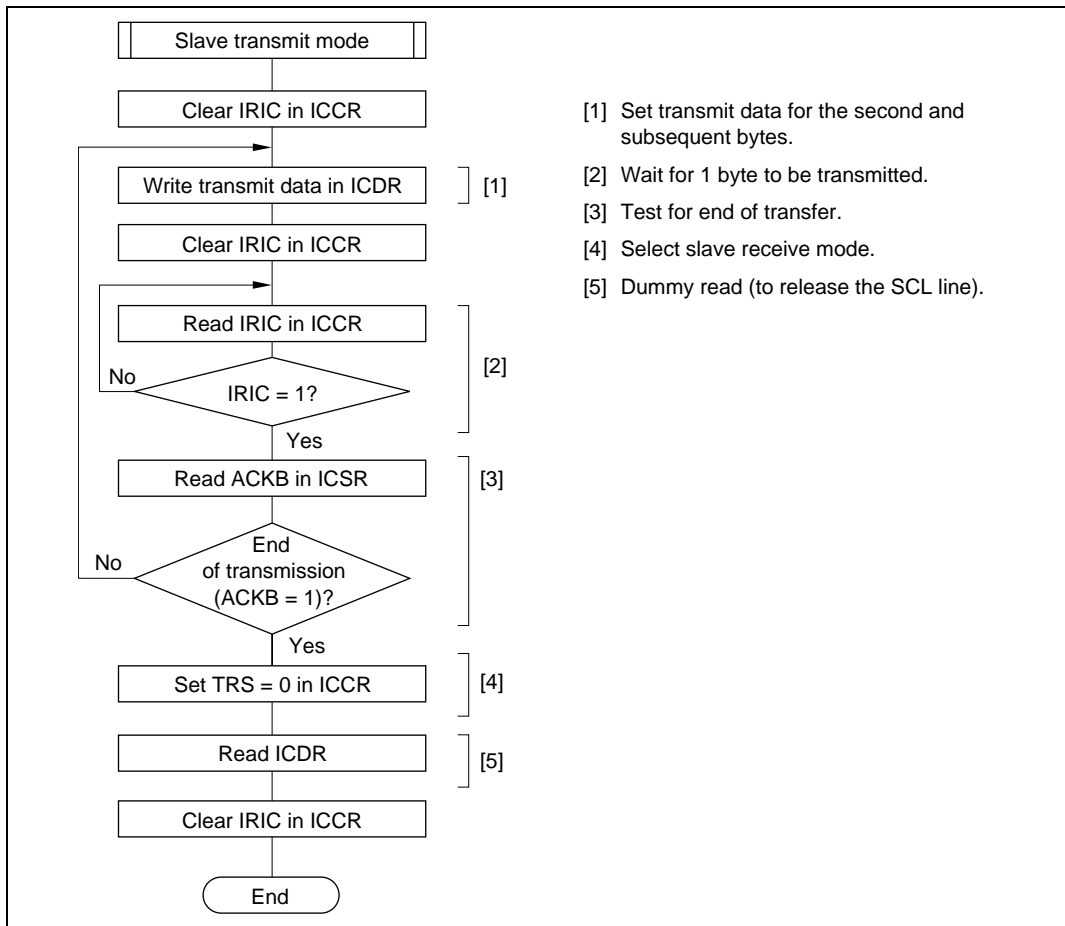 Slave transmit mode
Clear IRIC in ICCR
Write transmit data in ICDR
[1]
Clear IRIC in ICCR
Read IRIC in ICCR
[2]
No
IRIC = 1?
Yes
Read ACKB in ICSR
[3]
No
End
of transmission
(ACKB = 1)?
Yes
Set TRS = 0 in ICCR
[4]
Read ICDR
[5]
Clear IRIC in ICCR
End
[1] Set transmit data for the second and
subsequent bytes.
[2] Wait for 1 byte to be transmitted.
[3] Test for end of transfer.
[4] Select slave receive mode.
[5] Dummy read (to release the SCL line).